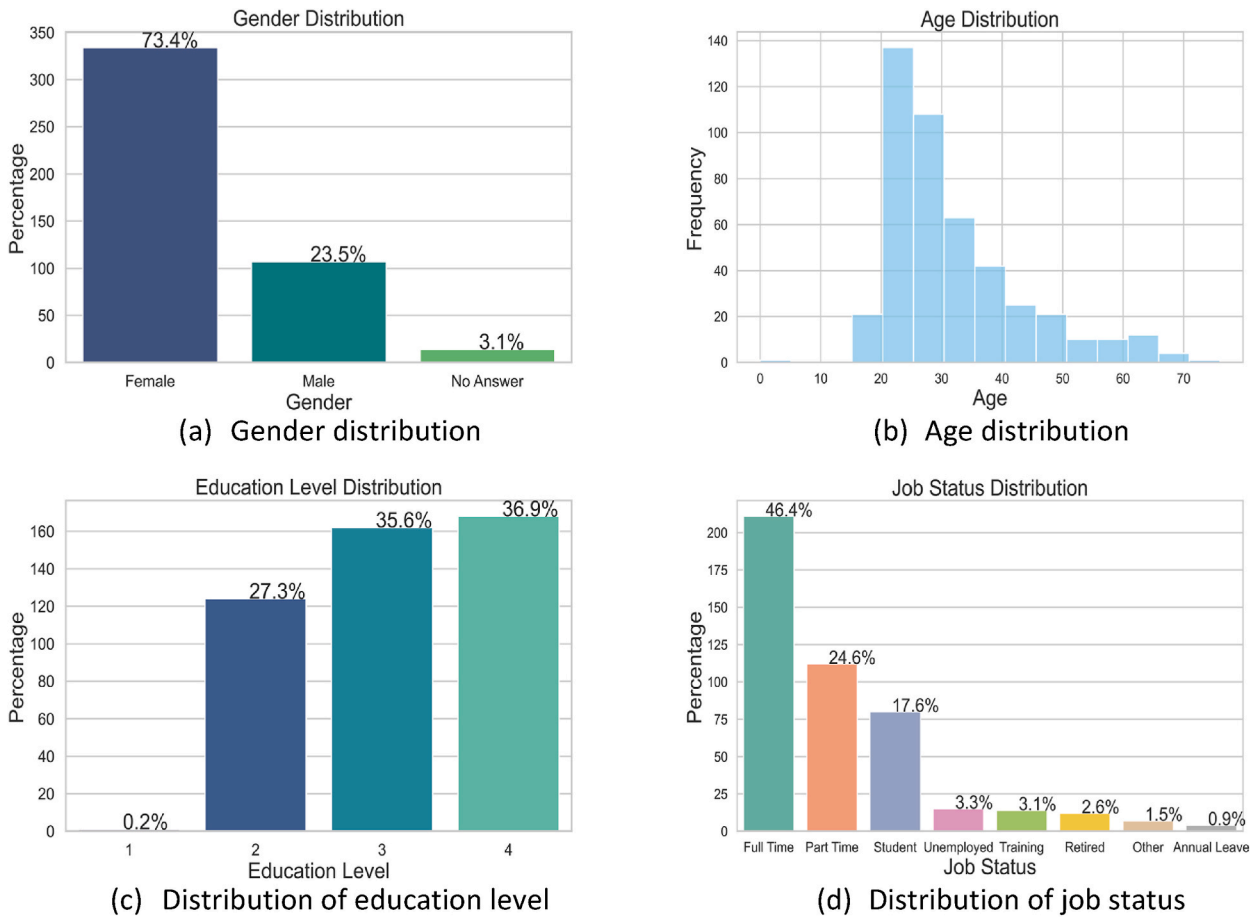 Gender Distribution
350
300
250
200
150
100
50
0
Percentage
73.4%
23.5%
3.1%
Female Male No Answer
Gender
(a) Gender distribution
Age Distribution
140
120
100
80
60
40
20
0
Frequency
0 10 20 30 40 50 60 70
Age
(b) Age distribution
Education Level Distribution
160
140
120
100
80
60
40
20
0
Percentage
0.2%
27.3%
35.6%
36.9%
1 2 3 4
Education Level
(c) Distribution of education level
Job Status Distribution
200
175
150
125
100
75
50
25
0
Percentage
46.4%
24.6%
17.6%
3.3%
3.1%
2.6%
1.5%
0.9%
Full Time Part Time Student Unemployed Training Retired Other Annual Leave
Job Status
(d) Distribution of job status